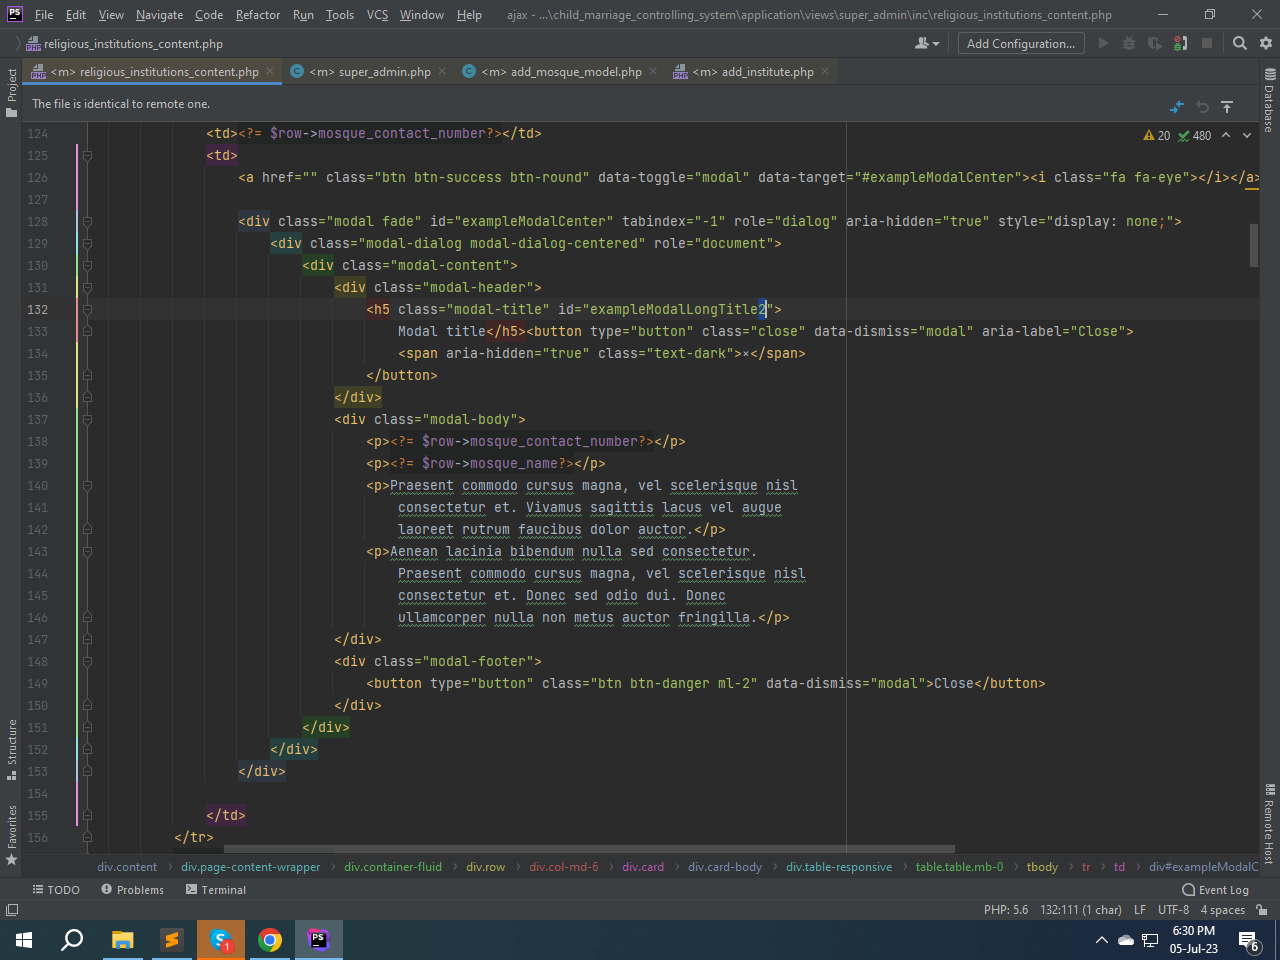 PS File Edit View Navigate Code Refactor Run Tools VCS Window Help ajax - ...\child_marriage_controlling_system\application\views\super_admin\inc\religious_institutions_content.php
religious_institutions_content.php Add Configuration...
<m> religious_institutions_content.php <m> super_admin.php <m> add_mosque_model.php <m> add_institute.php
The file is identical to remote one.
Project
Structure
Favorites
Database
Remote Host
20 480
124 <td><?= $row->mosque_contact_number?></td>
125 <td>
126 <a href="" class="btn btn-success btn-round" data-toggle="modal" data-target="#exampleModalCenter"><i class="fa fa-eye"></i></a>
127
128 <div class="modal fade" id="exampleModalCenter" tabindex="-1" role="dialog" aria-hidden="true" style="display: none;">
129 <div class="modal-dialog modal-dialog-centered" role="document">
130 <div class="modal-content">
131 <div class="modal-header">
132 <h5 class="modal-title" id="exampleModalLongTitle2">
133 Modal title</h5><button type="button" class="close" data-dismiss="modal" aria-label="Close">
134 <span aria-hidden="true" class="text-dark">×</span>
135 </button>
136 </div>
137 <div class="modal-body">
138 <p><?= $row->mosque_contact_number?></p>
139 <p><?= $row->mosque_name?></p>
140 <p>Praesent commodo cursus magna, vel scelerisque nisl
141 consectetur et. Vivamus sagittis lacus vel augue
142 laoreet rutrum faucibus dolor auctor.</p>
143 <p>Aenean lacinia bibendum nulla sed consectetur.
144 Praesent commodo cursus magna, vel scelerisque nisl
145 consectetur et. Donec sed odio dui. Donec
146 ullamcorper nulla non metus auctor fringilla.</p>
147 </div>
148 <div class="modal-footer">
149 <button type="button" class="btn btn-danger ml-2" data-dismiss="modal">Close</button>
150 </div>
151 </div>
152 </div>
153 </div>
154
155 </td>
156 </tr>
div.content › div.page-content-wrapper › div.container-fluid › div.row › div.col-md-6 › div.card › div.card-body › div.table-responsive › table.table.mb-0 › tbody › tr › td › div#exampleModalC
TODO Problems Terminal Event Log
PHP: 5.6 132:111 (1 char) LF UTF-8 4 spaces
6:30 PM
05-Jul-23
1
6